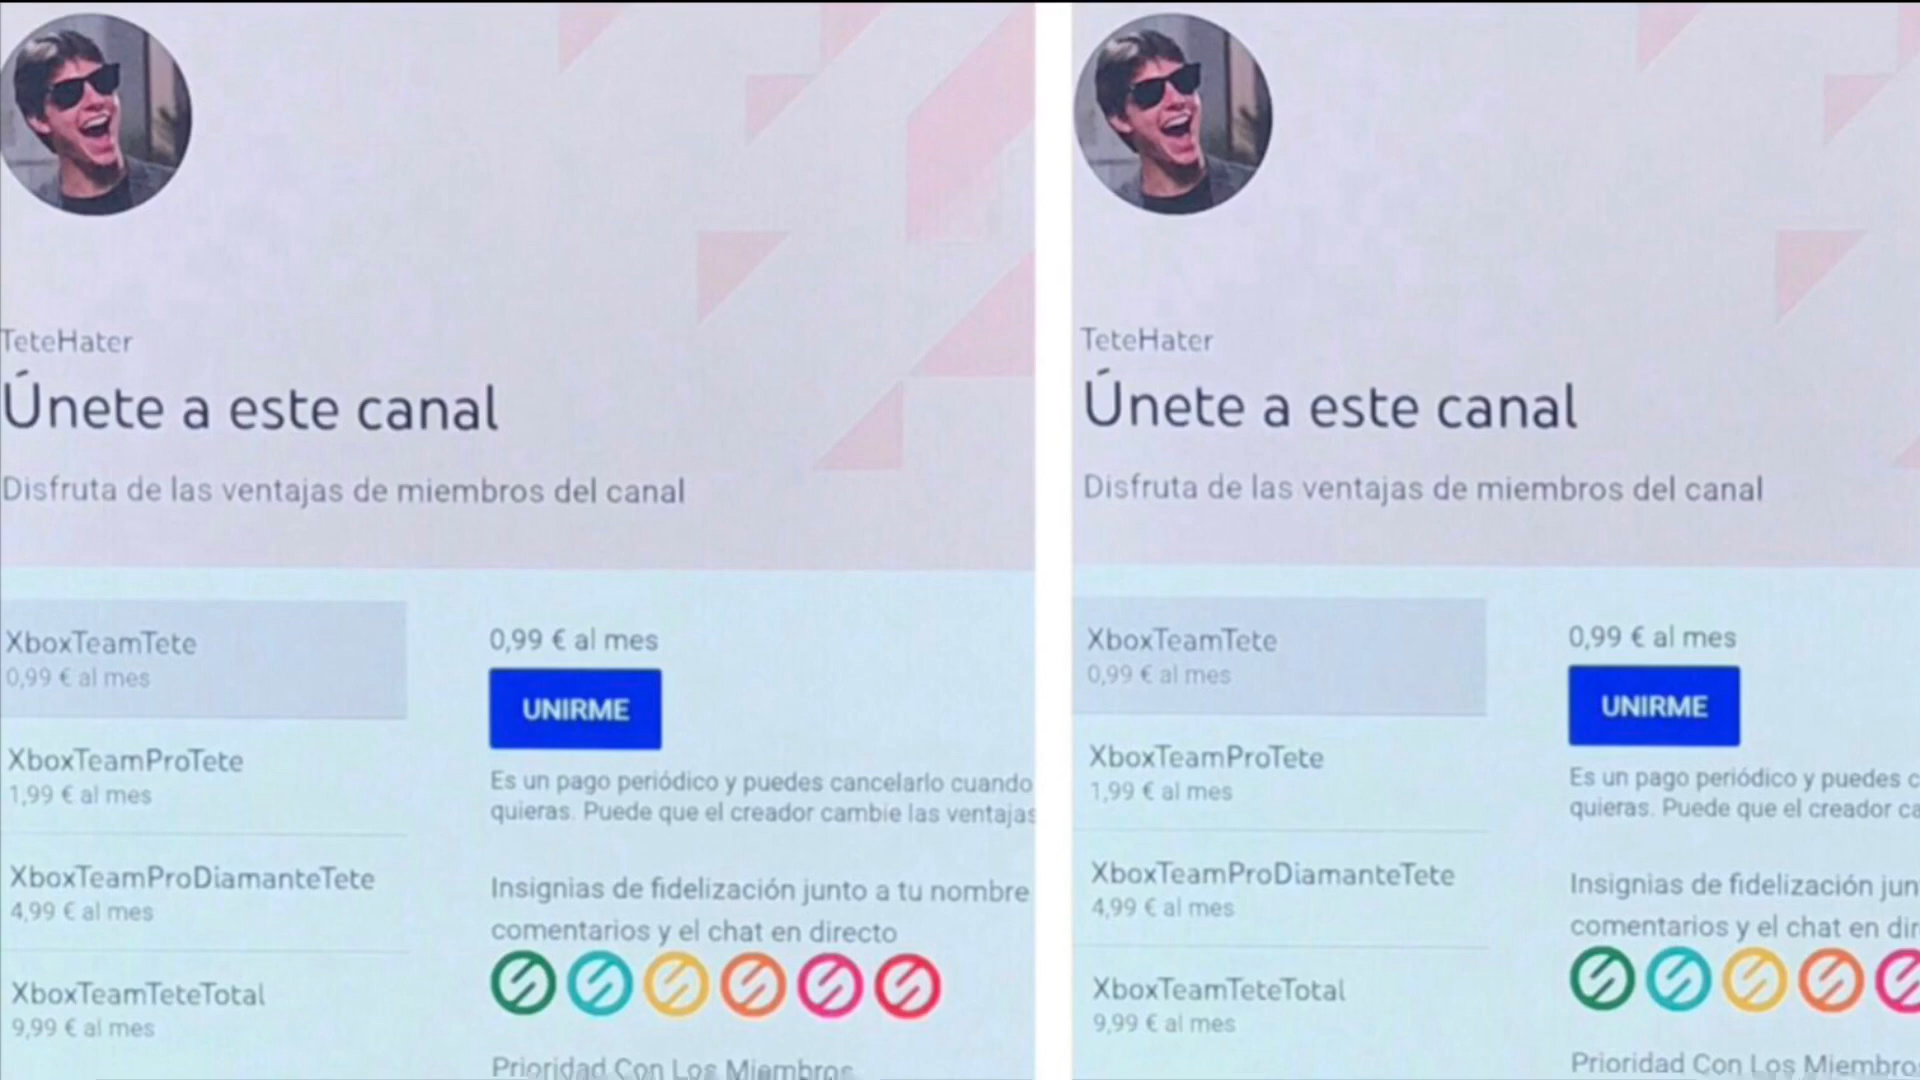 TeteHater
Únete a este canal
Disfruta de las ventajas de miembros del canal
XboxTeamTete
0,99 € al mes
XboxTeamProTete
1,99 € al mes
XboxTeamProDiamanteTete
4,99 € al mes
XboxTeamTeteTotal
9,99 € al mes
0,99 € al mes
UNIRME
Es un pago periódico y puedes cancelarlo cuando
quieras. Puede que el creador cambie las ventajas
Insignias de fidelización junto a tu nombre
comentarios y el chat en directo
Prioridad Con Los Miembros
TeteHater
Únete a este canal
Disfruta de las ventajas de miembros del canal
XboxTeamTete
0,99 € al mes
XboxTeamProTete
1,99 € al mes
XboxTeamProDiamanteTete
4,99 € al mes
XboxTeamTeteTotal
9,99 € al mes
0,99 € al mes
UNIRME
Es un pago periódico y puedes c
quieras. Puede que el creador ca
Insignias de fidelización jun
comentarios y el chat en dir
Prioridad Con Los Miembro